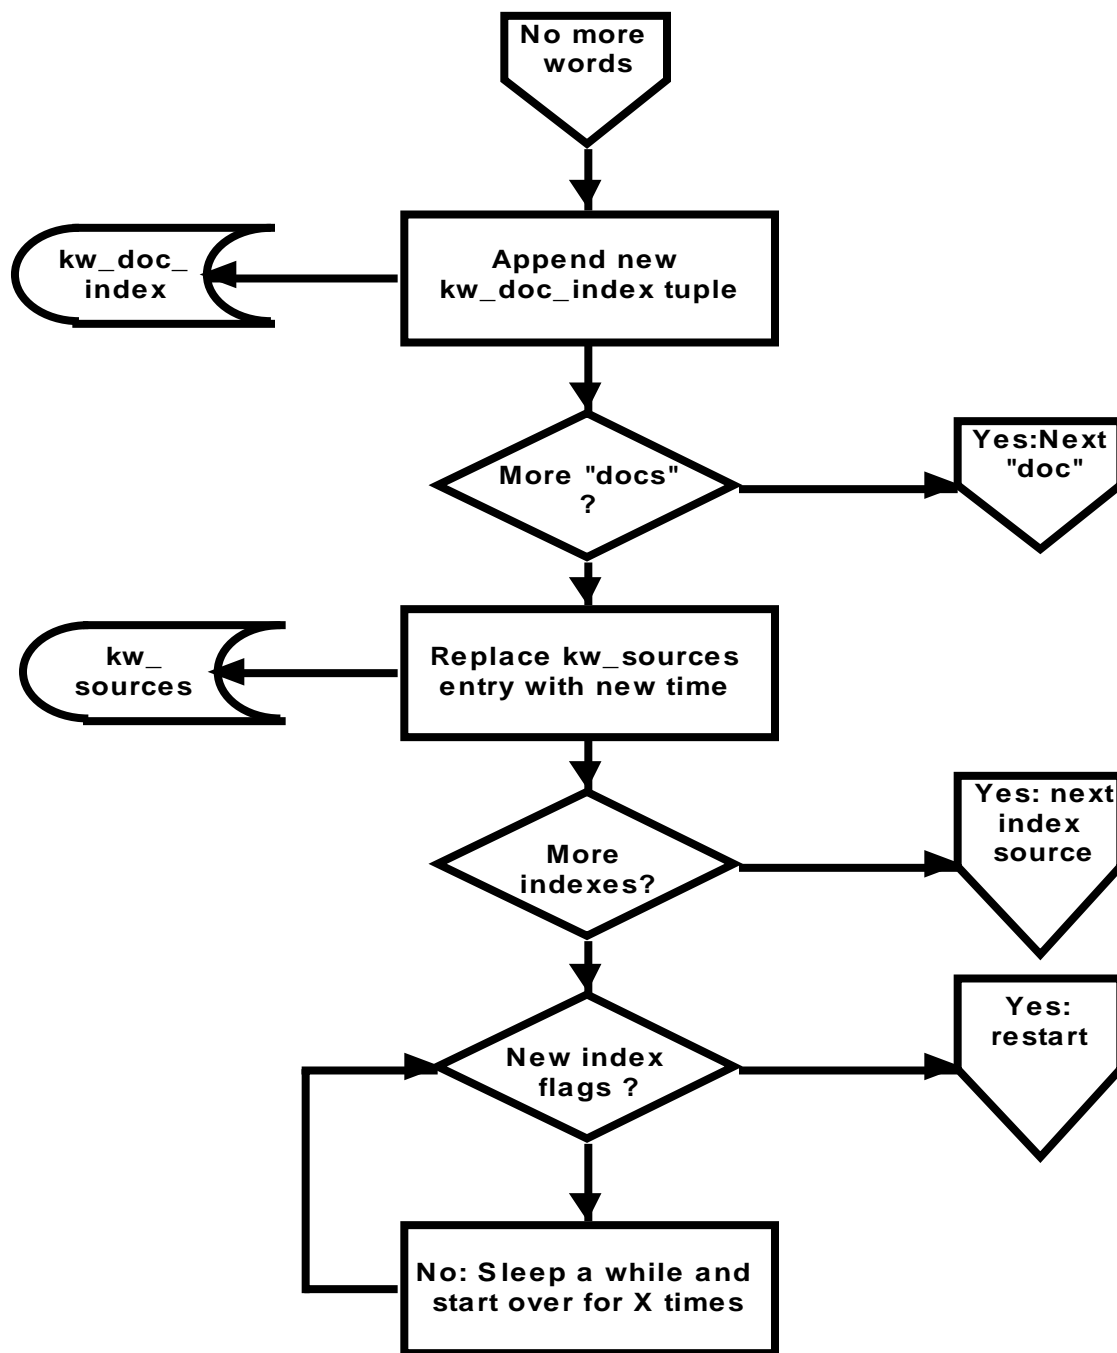 No more
words
kw_doc_
index
Append new
kw_doc_index tuple
More "docs"
?
Yes:Next
"doc"
kw_
sources
Replace kw_sources
entry with new time
More
indexes?
Yes: next
index
source
New index
flags ?
Yes:
restart
No: Sleep a while and
start over for X times